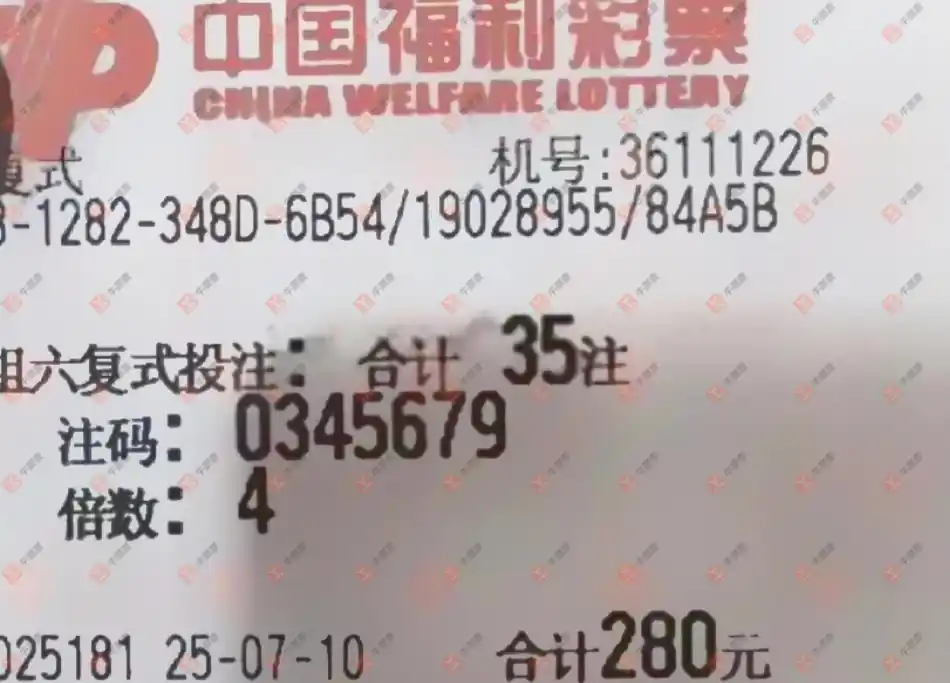 中国福利彩票
CHINA WELFARE LOTTERY
复式 机号:36111226
-1282-348D-6B54/19028955/84A5B
组六复式投注: 合计 35注
注码: 0345679
倍数: 4
025181 25-07-10 合计280元